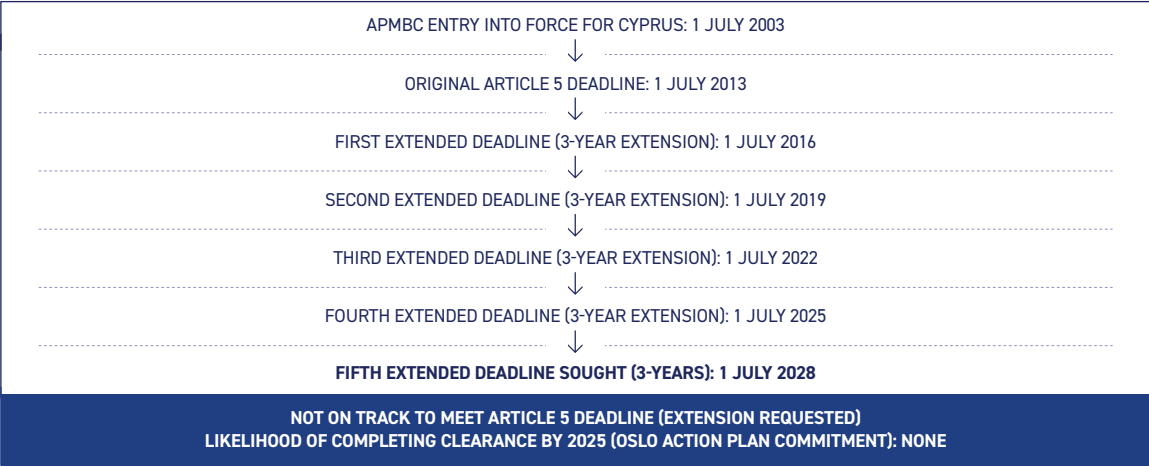 APMBC ENTRY INTO FORCE FOR CYPRUS: 1 JULY 2003
ORIGINAL ARTICLE 5 DEADLINE: 1 JULY 2013
FIRST EXTENDED DEADLINE (3-YEAR EXTENSION): 1 JULY 2016
SECOND EXTENDED DEADLINE (3-YEAR EXTENSION): 1 JULY 2019
THIRD EXTENDED DEADLINE (3-YEAR EXTENSION): 1 JULY 2022
FOURTH EXTENDED DEADLINE (3-YEAR EXTENSION): 1 JULY 2025
FIFTH EXTENDED DEADLINE SOUGHT (3-YEARS): 1 JULY 2028
NOT ON TRACK TO MEET ARTICLE 5 DEADLINE (EXTENSION REQUESTED)
LIKELIHOOD OF COMPLETING CLEARANCE BY 2025 (OSLO ACTION PLAN COMMITMENT): NONE